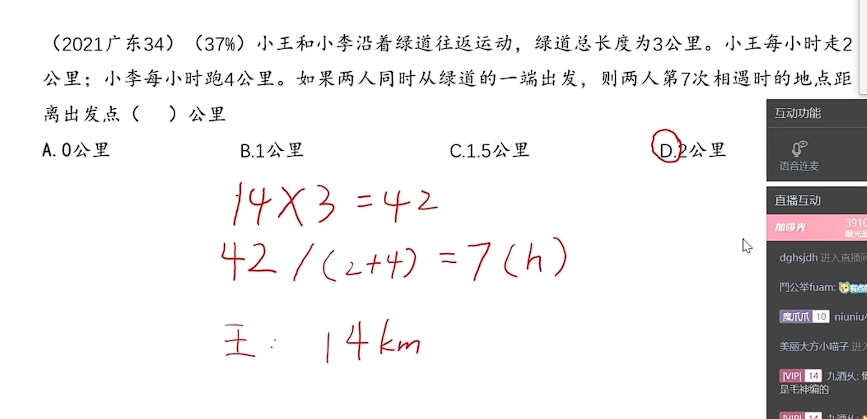 （2021广东34）（37%）小王和小李沿着绿道往返运动，绿道总长度为3公里。小王每小时走2
公里；小李每小时跑4公里。如果两人同时从绿道的一端出发，则两人第7次相遇时的地点距
离出发点（ ）公里
A.0公里 B.1公里 C.1.5公里 D.2公里
14×3=42
42/(2+4)=7(h)
王: 14km
互动功能
语音连麦
直播互动
加曝光 3910
dghsjdh 进入直播间
門公举fuam:
魔爪爪 10 niuniu
美丽大方小喵子 进入
|VIP| 14 九酒乆:
是毛神编的
|VIP| 14 九酒乆: